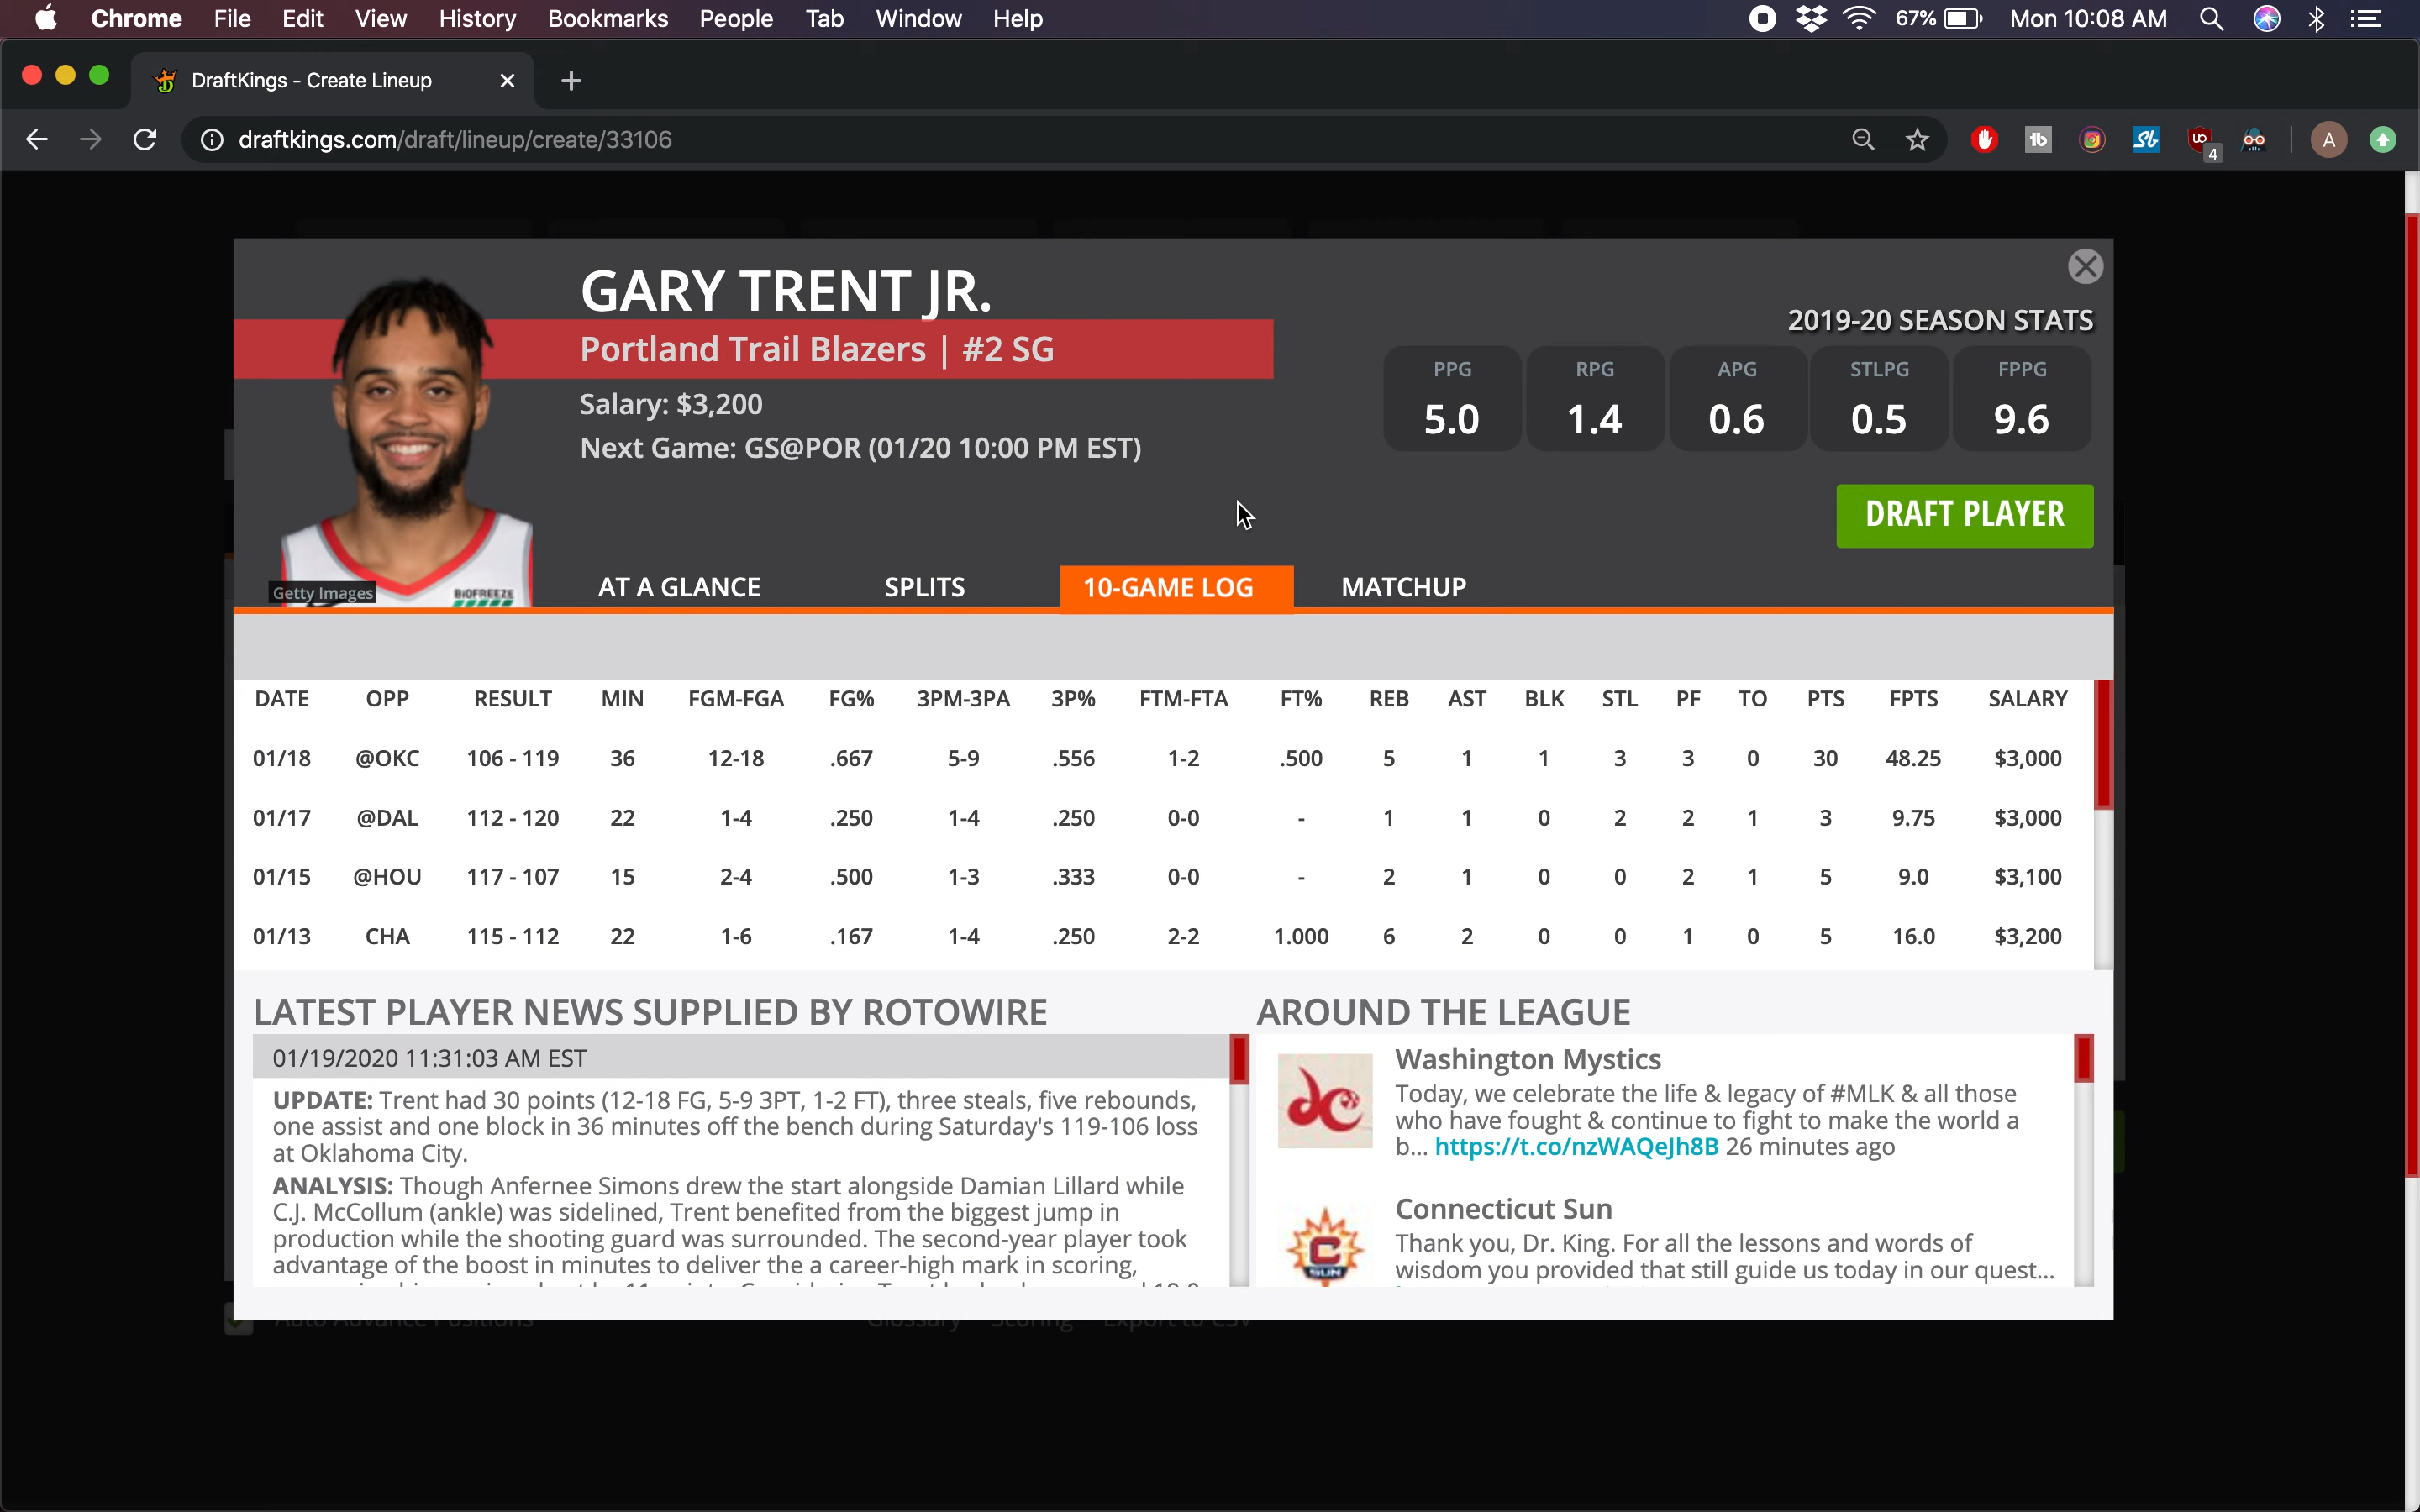 Chrome File Edit View History Bookmarks People Tab Window Help 67% Mon 10:08 AM
DraftKings - Create Lineup
draftkings.com/draft/lineup/create/33106
4
A
GARY TRENT JR.
Portland Trail Blazers | #2 SG
Salary: $3,200
Next Game: GS@POR (01/20 10:00 PM EST)
2019-20 SEASON STATS
PPG RPG APG STLPG FPPG
5.0 1.4 0.6 0.5 9.6
DRAFT PLAYER
Getty Images
BIOFREEZE
AT A GLANCE SPLITS 10-GAME LOG MATCHUP
DATE OPP RESULT MIN FGM-FGA FG% 3PM-3PA 3P% FTM-FTA FT% REB AST BLK STL PF TO PTS FPTS SALARY
01/18 @OKC 106 - 119 36 12-18 .667 5-9 .556 1-2 .500 5 1 1 3 3 0 30 48.25 $3,000
01/17 @DAL 112 - 120 22 1-4 .250 1-4 .250 0-0 - 1 1 0 2 2 1 3 9.75 $3,000
01/15 @HOU 117 - 107 15 2-4 .500 1-3 .333 0-0 - 2 1 0 0 2 1 5 9.0 $3,100
01/13 CHA 115 - 112 22 1-6 .167 1-4 .250 2-2 1.000 6 2 0 0 1 0 5 16.0 $3,200
LATEST PLAYER NEWS SUPPLIED BY ROTOWIRE
01/19/2020 11:31:03 AM EST
UPDATE: Trent had 30 points (12-18 FG, 5-9 3PT, 1-2 FT), three steals, five rebounds,
one assist and one block in 36 minutes off the bench during Saturday's 119-106 loss
at Oklahoma City.
ANALYSIS: Though Anfernee Simons drew the start alongside Damian Lillard while
C.J. McCollum (ankle) was sidelined, Trent benefited from the biggest jump in
production while the shooting guard was surrounded. The second-year player took
advantage of the boost in minutes to deliver the a career-high mark in scoring,
AROUND THE LEAGUE
Washington Mystics
Today, we celebrate the life & legacy of #MLK & all those
who have fought & continue to fight to make the world a
b... https://t.co/nzWAQeJh8B 26 minutes ago
Connecticut Sun
Thank you, Dr. King. For all the lessons and words of
wisdom you provided that still guide us today in our quest...
Auto Advance Positions Glossary Scoring Export to CSV